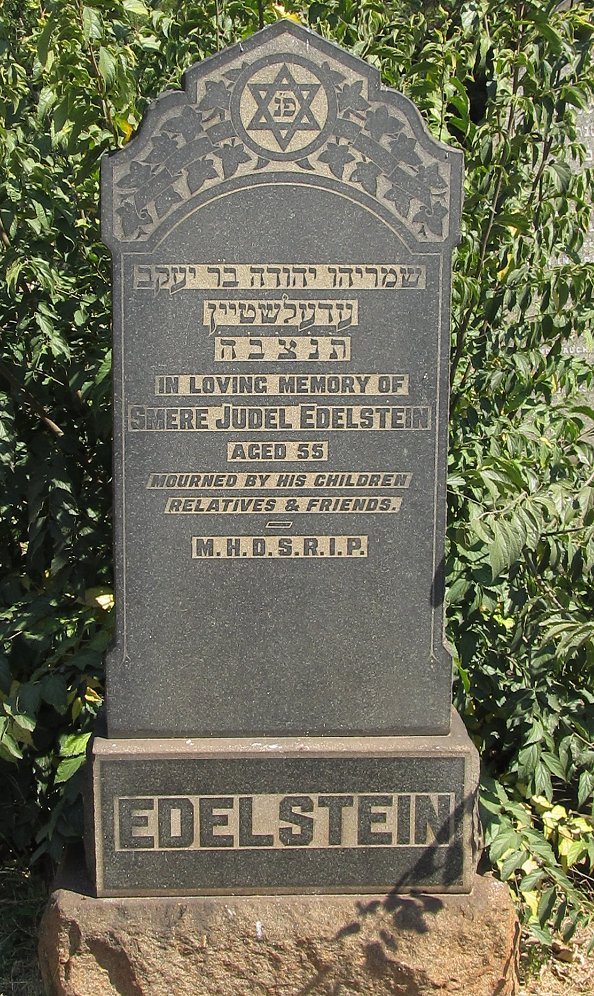 פנ
שמריהו יהודה בר יעקב
עדעלשטיין
תנצבה
IN LOVING MEMORY OF
SMERE JUDEL EDELSTEIN
AGED 55
MOURNED BY HIS CHILDREN
RELATIVES & FRIENDS.
M.H.D.S.R.I.P.
EDELSTEIN